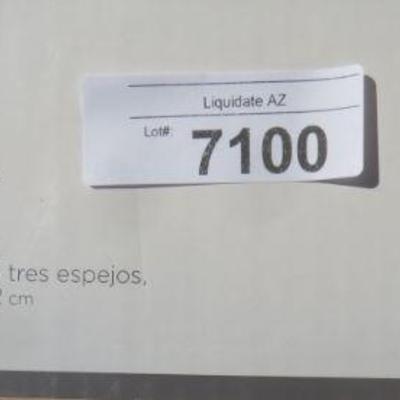 Liquidate AZ
Lot#: 7100
tres espejos,
cm